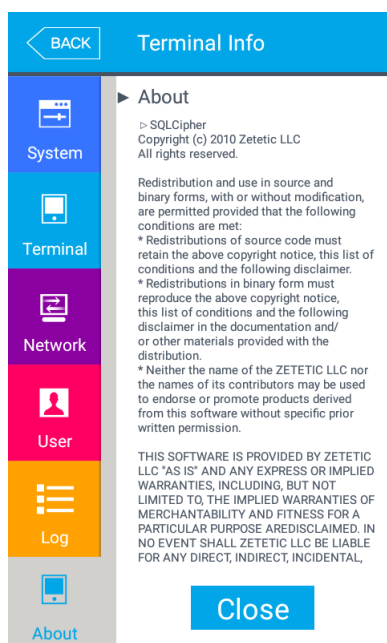 BACK
Terminal Info
System
Terminal
Network
User
Log
About
► About
▷ SQLCipher
Copyright (c) 2010 Zetetic LLC
All rights reserved.
Redistribution and use in source and
binary forms, with or without modification,
are permitted provided that the following
conditions are met:
* Redistributions of source code must
retain the above copyright notice, this list of
conditions and the following disclaimer.
* Redistributions in binary form must
reproduce the above copyright notice,
this list of conditions and the following
disclaimer in the documentation and/
or other materials provided with the
distribution.
* Neither the name of the ZETETIC LLC nor
the names of its contributors may be used
to endorse or promote products derived
from this software without specific prior
written permission.
THIS SOFTWARE IS PROVIDED BY ZETETIC
LLC "AS IS" AND ANY EXPRESS OR IMPLIED
WARRANTIES, INCLUDING, BUT NOT
LIMITED TO, THE IMPLIED WARRANTIES OF
MERCHANTABILITY AND FITNESS FOR A
PARTICULAR PURPOSE AREDISCLAIMED. IN
NO EVENT SHALL ZETETIC LLC BE LIABLE
FOR ANY DIRECT, INDIRECT, INCIDENTAL,
Close